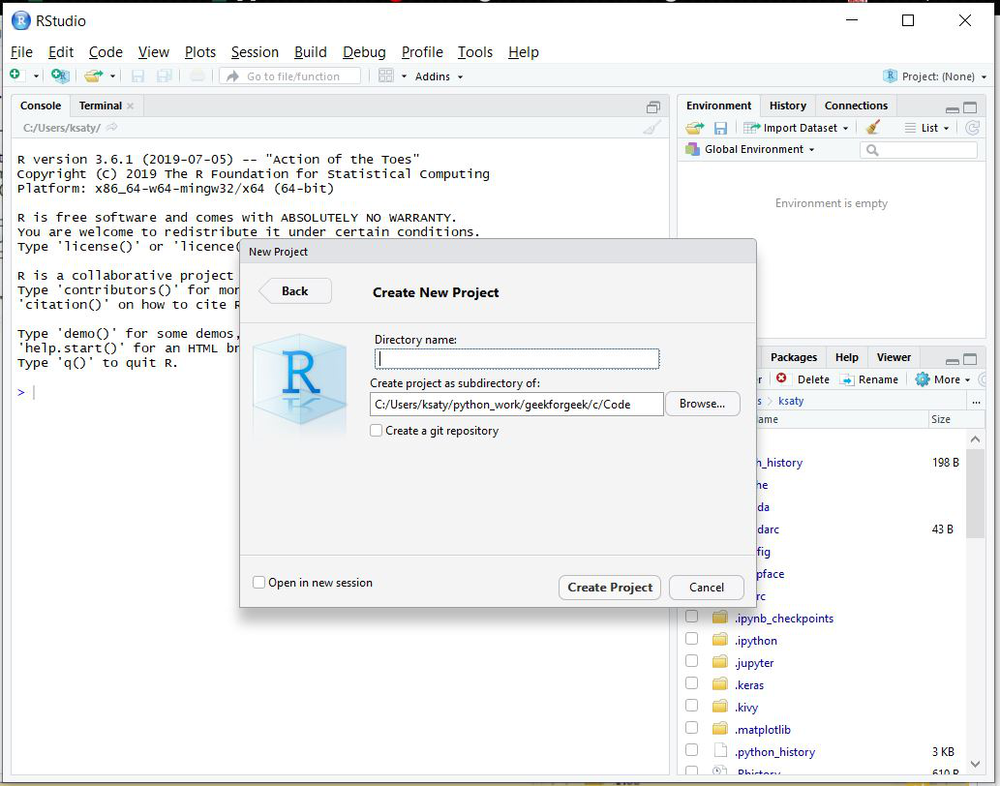 RStudio
File Edit Code View Plots Session Build Debug Profile Tools Help
Go to file/function
Addins
Project: (None)
Console Terminal
C:/Users/ksaty/
R version 3.6.1 (2019-07-05) -- "Action of the Toes"
Copyright (C) 2019 The R Foundation for Statistical Computing
Platform: x86_64-w64-mingw32/x64 (64-bit)
R is free software and comes with ABSOLUTELY NO WARRANTY.
You are welcome to redistribute it under certain conditions.
Type 'license()' or 'licence(
R is a collaborative project
Type 'contributors()' for mor
'citation()' on how to cite R
Type 'demo()' for some demos,
'help.start()' for an HTML br
Type 'q()' to quit R.
>
New Project
Back
Create New Project
R
Directory name:
Create project as subdirectory of:
C:/Users/ksaty/python_work/geekforgeek/c/Code
Browse...
Create a git repository
Open in new session
Create Project
Cancel
Environment History Connections
Import Dataset
List
Global Environment
Environment is empty
Packages Help Viewer
Delete Rename More
s > ksaty
...
ame Size
h_history 198 B
he
da
darc 43 B
fig
pface
rc
.ipynb_checkpoints
.ipython
.jupyter
.keras
.kivy
.matplotlib
.python_history 3 KB
.Rhistory 610 B